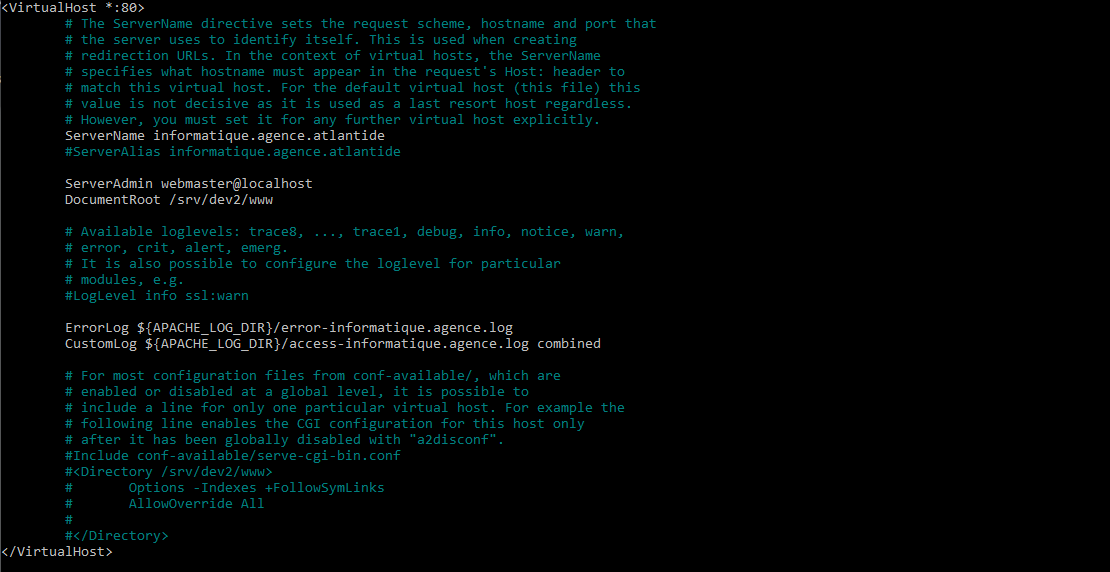 <VirtualHost *:80>
# The ServerName directive sets the request scheme, hostname and port that
# the server uses to identify itself. This is used when creating
# redirection URLs. In the context of virtual hosts, the ServerName
# specifies what hostname must appear in the request's Host: header to
# match this virtual host. For the default virtual host (this file) this
# value is not decisive as it is used as a last resort host regardless.
# However, you must set it for any further virtual host explicitly.
ServerName informatique.agence.atlantide
#ServerAlias informatique.agence.atlantide
ServerAdmin webmaster@localhost
DocumentRoot /srv/dev2/www
# Available loglevels: trace8, ..., trace1, debug, info, notice, warn,
# error, crit, alert, emerg.
# It is also possible to configure the loglevel for particular
# modules, e.g.
#LogLevel info ssl:warn
ErrorLog ${APACHE_LOG_DIR}/error-informatique.agence.log
CustomLog ${APACHE_LOG_DIR}/access-informatique.agence.log combined
# For most configuration files from conf-available/, which are
# enabled or disabled at a global level, it is possible to
# include a line for only one particular virtual host. For example the
# following line enables the CGI configuration for this host only
# after it has been globally disabled with "a2disconf".
#Include conf-available/serve-cgi-bin.conf
#<Directory /srv/dev2/www>
#       Options -Indexes +FollowSymLinks
#       AllowOverride All
#
#</Directory>
</VirtualHost>